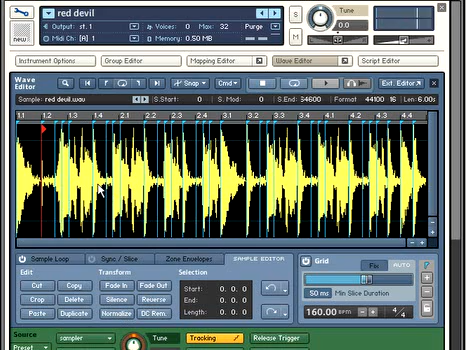 red devil
S
Tune
0.0
Output: st. 1 Voices: 0 Max: 32 Purge
new! Midi Ch: [A] 1 Memory: 0.50 MB
M
Instrument Options Group Editor Mapping Editor Wave Editor Script Editor
Wave Editor Snap Cmd Ext. Editor
Sample: red devil.wav S.Start: 0 S. Mod: 0 S.End: 264600 Format 44100 16 Len: 6.00s
1.1 1.2 1.3 1.4 2.1 2.2 2.3 2.4 3.1 3.2 3.3 3.4 4.1 4.2 4.3 4.4
Sample Loop Sync / Slice Zone Envelopes SAMPLE EDITOR
Grid
Edit Transform Selection
Fix AUTO
Cut Copy Fade In Fade Out
Start: 0. 0. 0
Crop Delete Silence Reverse
End: 0. 0. 0
50 ms Min Slice Duration
Paste Duplicate Normalize DC Rem.
Length: 0. 0. 0
160.00 BPM 4/4
Source
sampler Tune Tracking Release Trigger
Preset